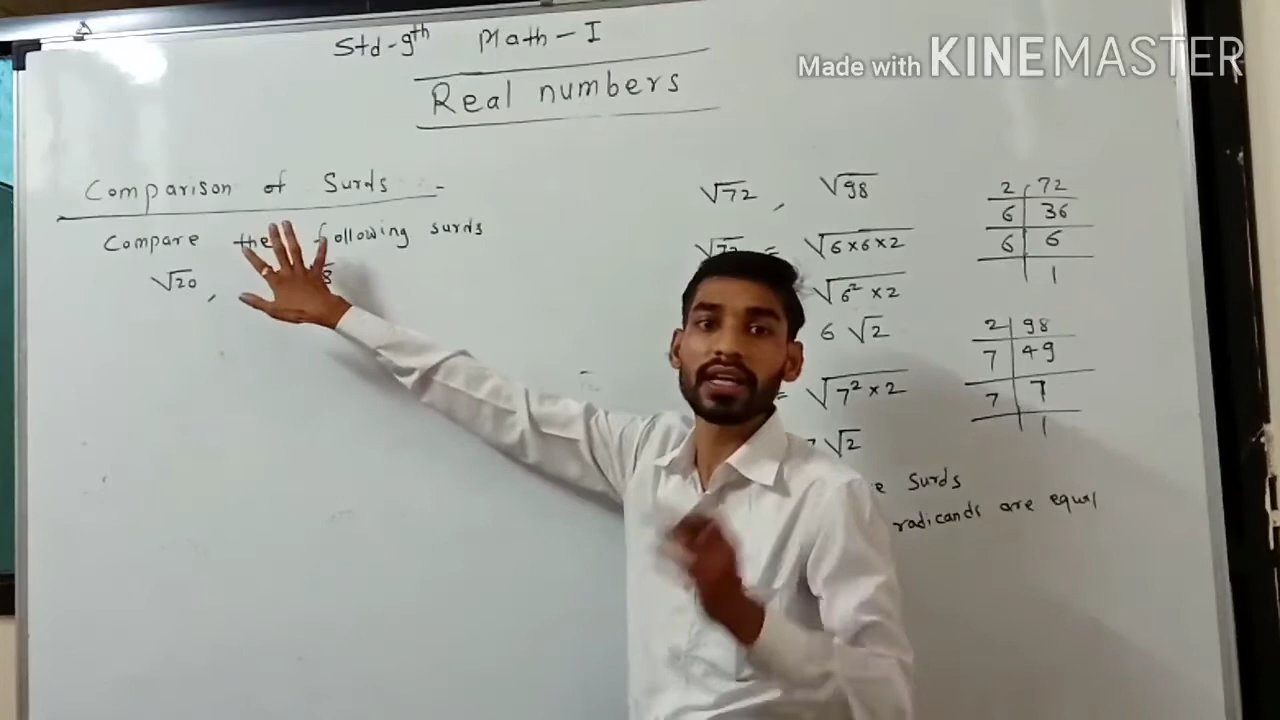 Std-9th Math-I
Made with KINEMASTER
Real numbers
Comparison of Surds -
Compare the following surds
√20,
√72, √98
√72 = √6×6×2
√6² × 2
6 √2
= √7² × 2
√2
Surds
radicands are equal
2 72
6 36
6 6
1
2 98
7 49
7 7
1